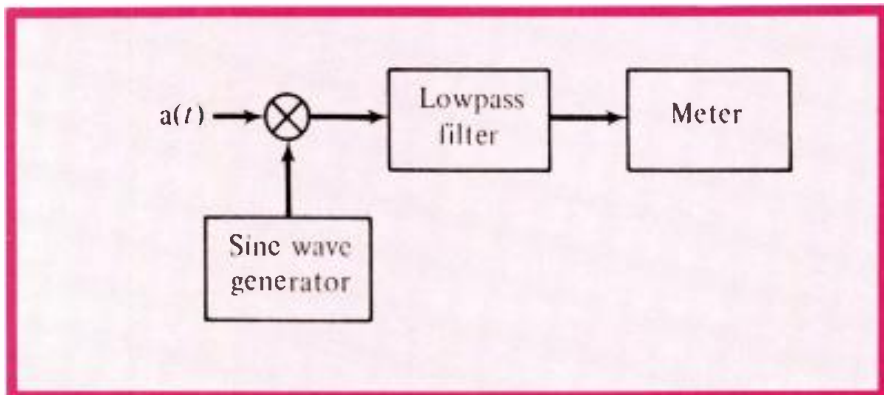 a(t)
Lowpass
filter
Meter
Sine wave
generator